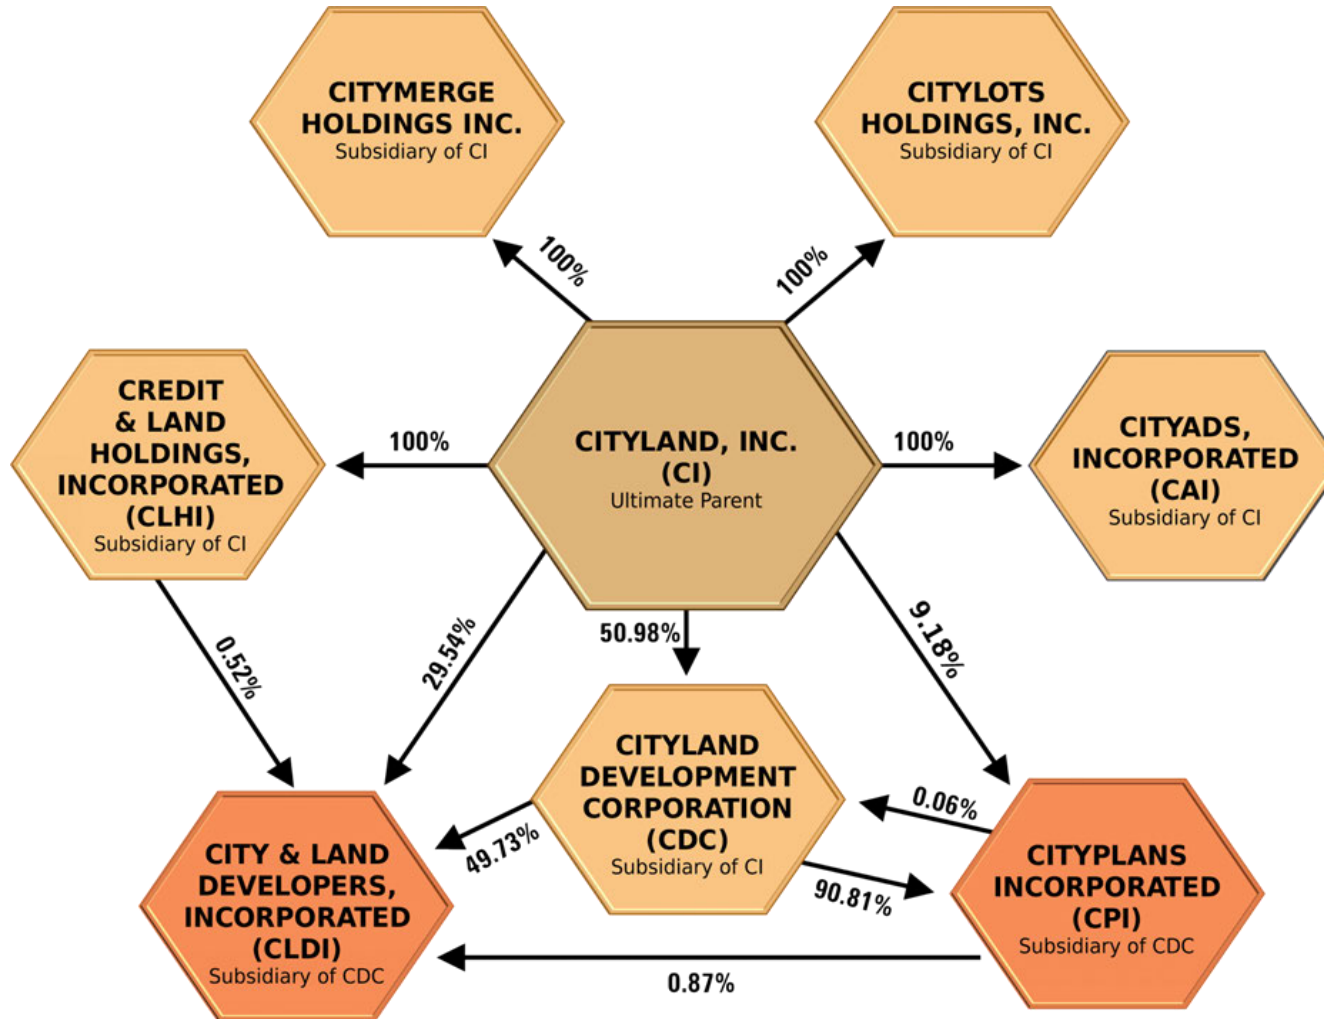 CITYMERGE
HOLDINGS INC.
Subsidiary of CI
CITYLOTS
HOLDINGS, INC.
Subsidiary of CI
100%
100%
CREDIT
& LAND
HOLDINGS,
INCORPORATED
(CLHI)
Subsidiary of CI
100%
CITYLAND, INC.
(CI)
Ultimate Parent
100%
CITYADS,
INCORPORATED
(CAI)
Subsidiary of CI
0.52%
29.54%
50.98%
9.18%
CITYLAND
DEVELOPMENT
CORPORATION
(CDC)
Subsidiary of CI
0.06%
49.73%
90.81%
CITY & LAND
DEVELOPERS,
INCORPORATED
(CLDI)
Subsidiary of CDC
CITYPLANS
INCORPORATED
(CPI)
Subsidiary of CDC
0.87%